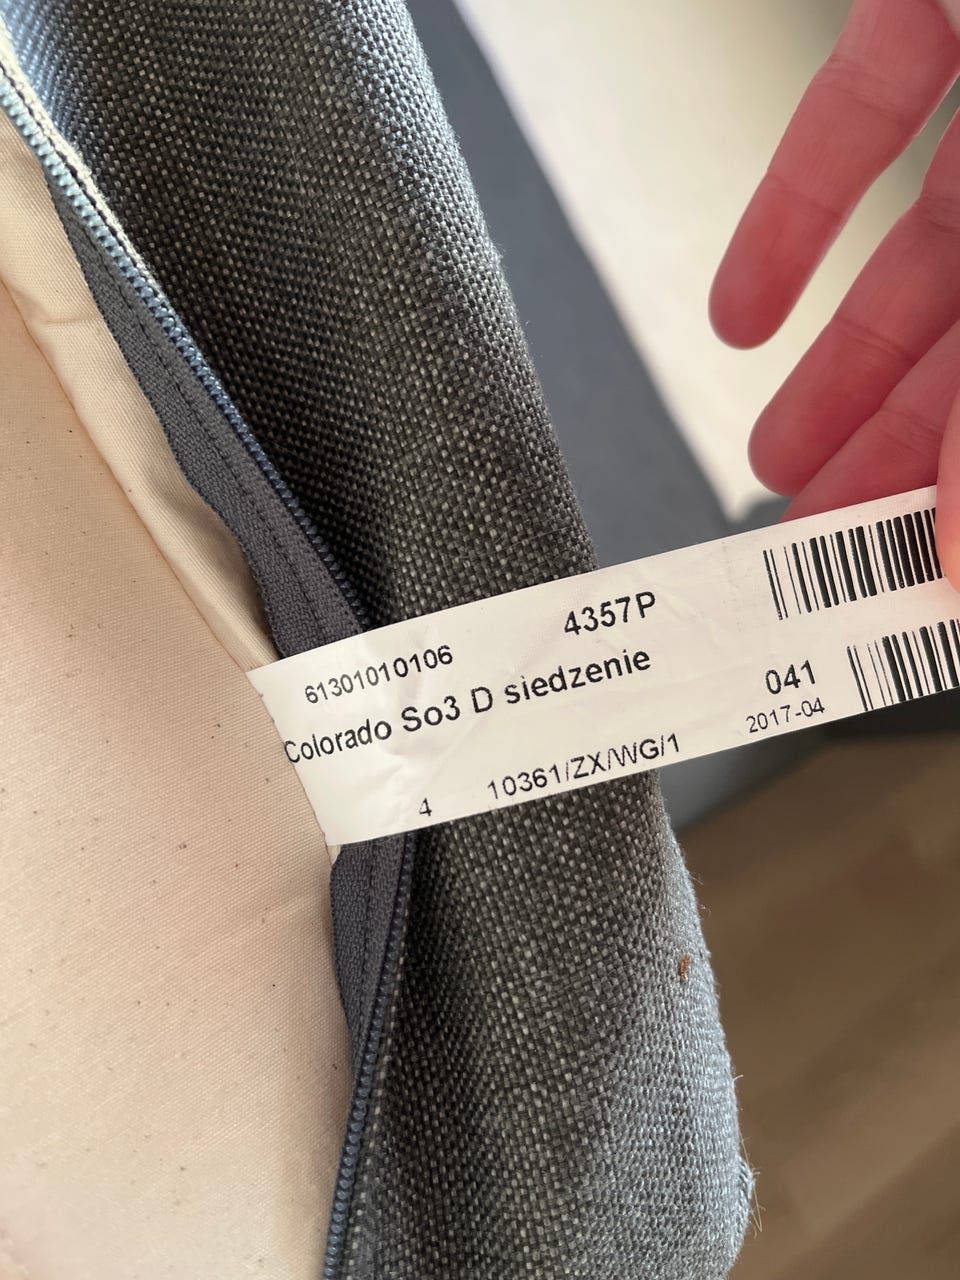 61301010106 4357P
Colorado So3 D siedzenie 041
4 10361/ZX/WG/1 2017-04